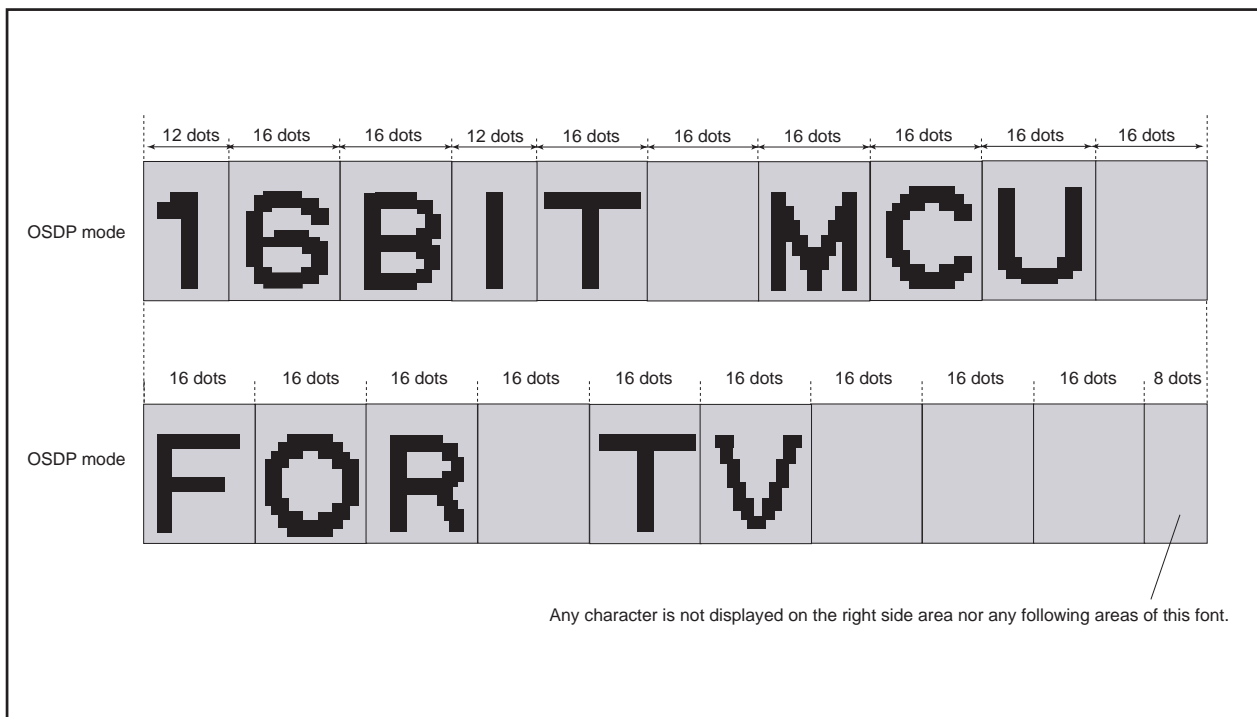 12 dots 16 dots 16 dots 12 dots 16 dots 16 dots 16 dots 16 dots 16 dots 16 dots
OSDP mode 16BIT MCU
16 dots 16 dots 16 dots 16 dots 16 dots 16 dots 16 dots 16 dots 16 dots 8 dots
OSDP mode FOR TV
Any character is not displayed on the right side area nor any following areas of this font.